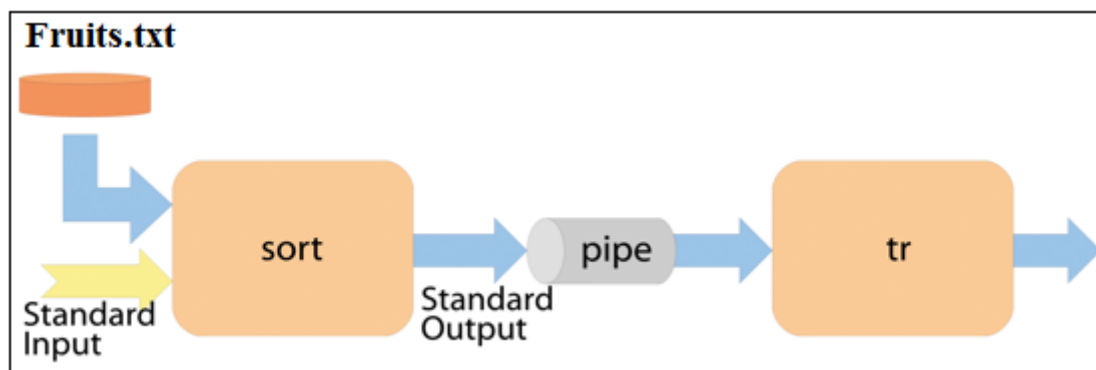 Fruits.txt
sort
pipe
tr
Standard
Input
Standard
Output